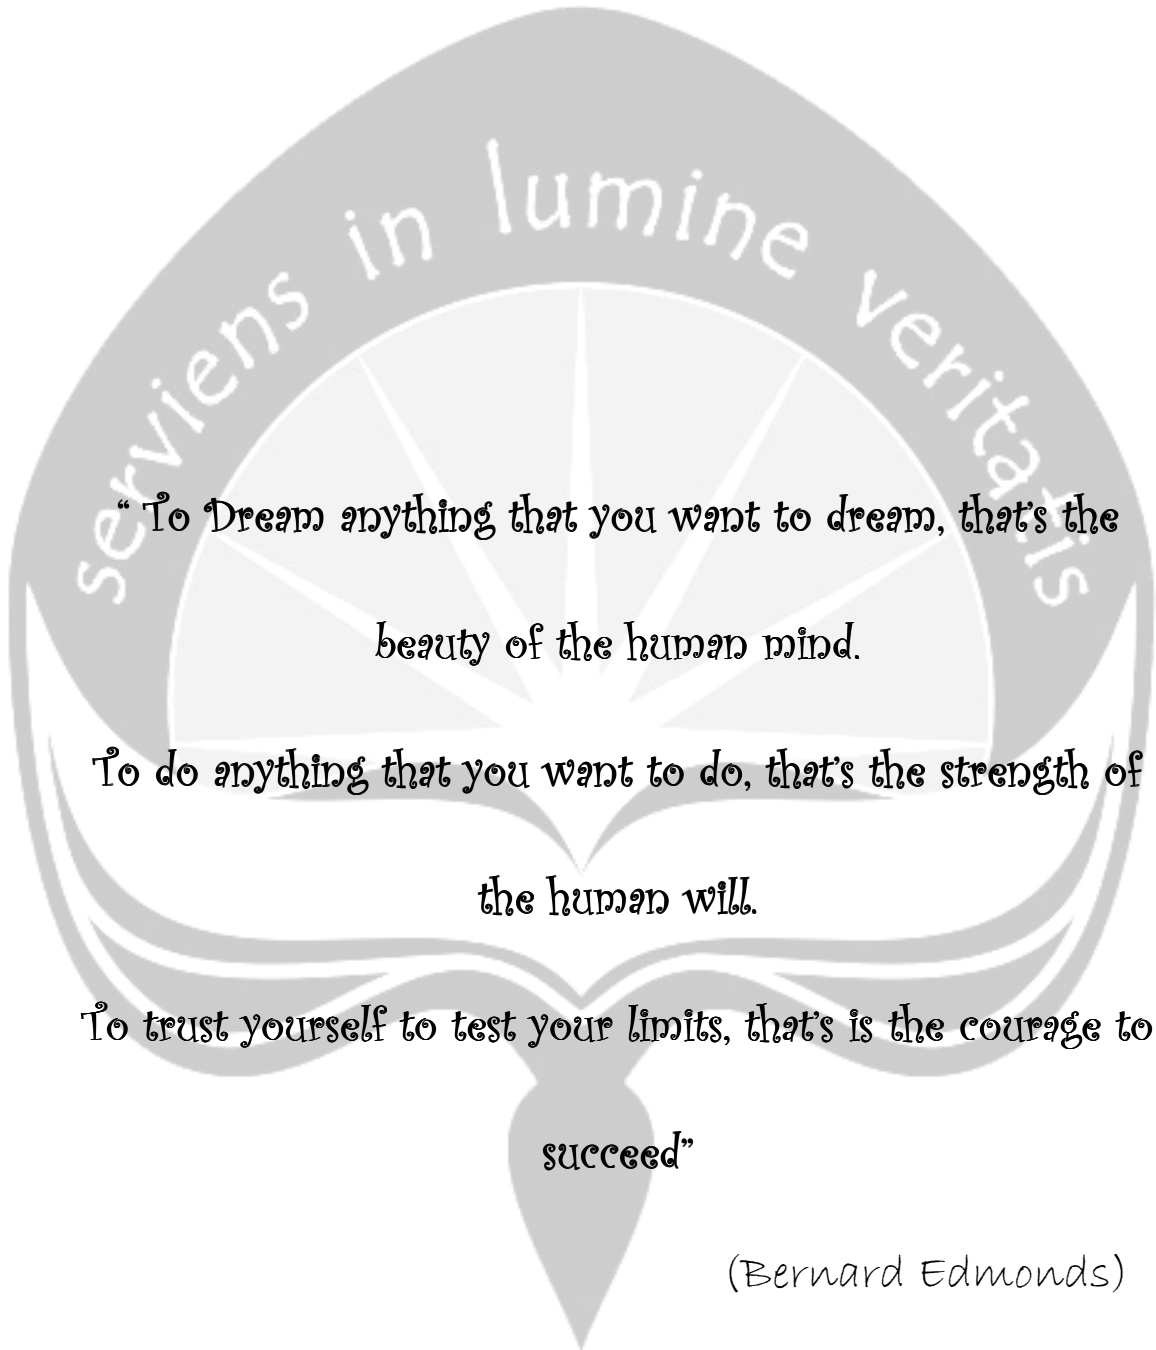 serviens in lumine veritatis
“ To Dream anything that you want to dream, that’s the
beauty of the human mind.
To do anything that you want to do, that’s the strength of
the human will.
To trust yourself to test your limits, that’s is the courage to
succeed”
(Bernard Edmonds)